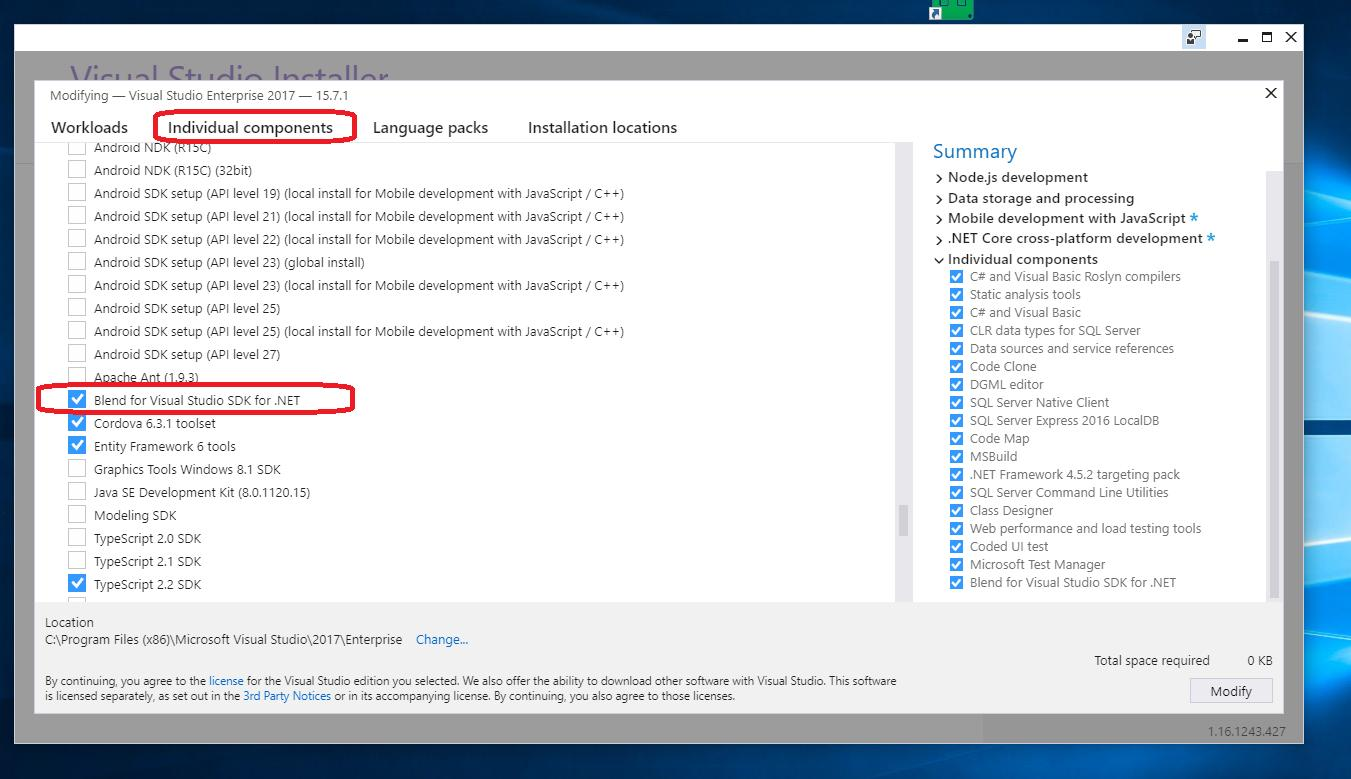 Visual Studio Installer
Modifying — Visual Studio Enterprise 2017 — 15.7.1
Workloads
Individual components
Language packs
Installation locations
Android NDK (R15C)
Android NDK (R15C) (32bit)
Android SDK setup (API level 19) (local install for Mobile development with JavaScript / C++)
Android SDK setup (API level 21) (local install for Mobile development with JavaScript / C++)
Android SDK setup (API level 22) (local install for Mobile development with JavaScript / C++)
Android SDK setup (API level 23) (global install)
Android SDK setup (API level 23) (local install for Mobile development with JavaScript / C++)
Android SDK setup (API level 25)
Android SDK setup (API level 25) (local install for Mobile development with JavaScript / C++)
Android SDK setup (API level 27)
Apache Ant (1.9.3)
Blend for Visual Studio SDK for .NET
Cordova 6.3.1 toolset
Entity Framework 6 tools
Graphics Tools Windows 8.1 SDK
Java SE Development Kit (8.0.1120.15)
Modeling SDK
TypeScript 2.0 SDK
TypeScript 2.1 SDK
TypeScript 2.2 SDK
Summary
Node.js development
Data storage and processing
Mobile development with JavaScript *
.NET Core cross-platform development *
Individual components
C# and Visual Basic Roslyn compilers
Static analysis tools
C# and Visual Basic
CLR data types for SQL Server
Data sources and service references
Code Clone
DGML editor
SQL Server Native Client
SQL Server Express 2016 LocalDB
Code Map
MSBuild
.NET Framework 4.5.2 targeting pack
SQL Server Command Line Utilities
Class Designer
Web performance and load testing tools
Coded UI test
Microsoft Test Manager
Blend for Visual Studio SDK for .NET
Location
C:\Program Files (x86)\Microsoft Visual Studio\2017\Enterprise Change...
Total space required 0 KB
By continuing, you agree to the license for the Visual Studio edition you selected. We also offer the ability to download other software with Visual Studio. This software
is licensed separately, as set out in the 3rd Party Notices or in its accompanying license. By continuing, you also agree to those licenses.
Modify
1.16.1243.427